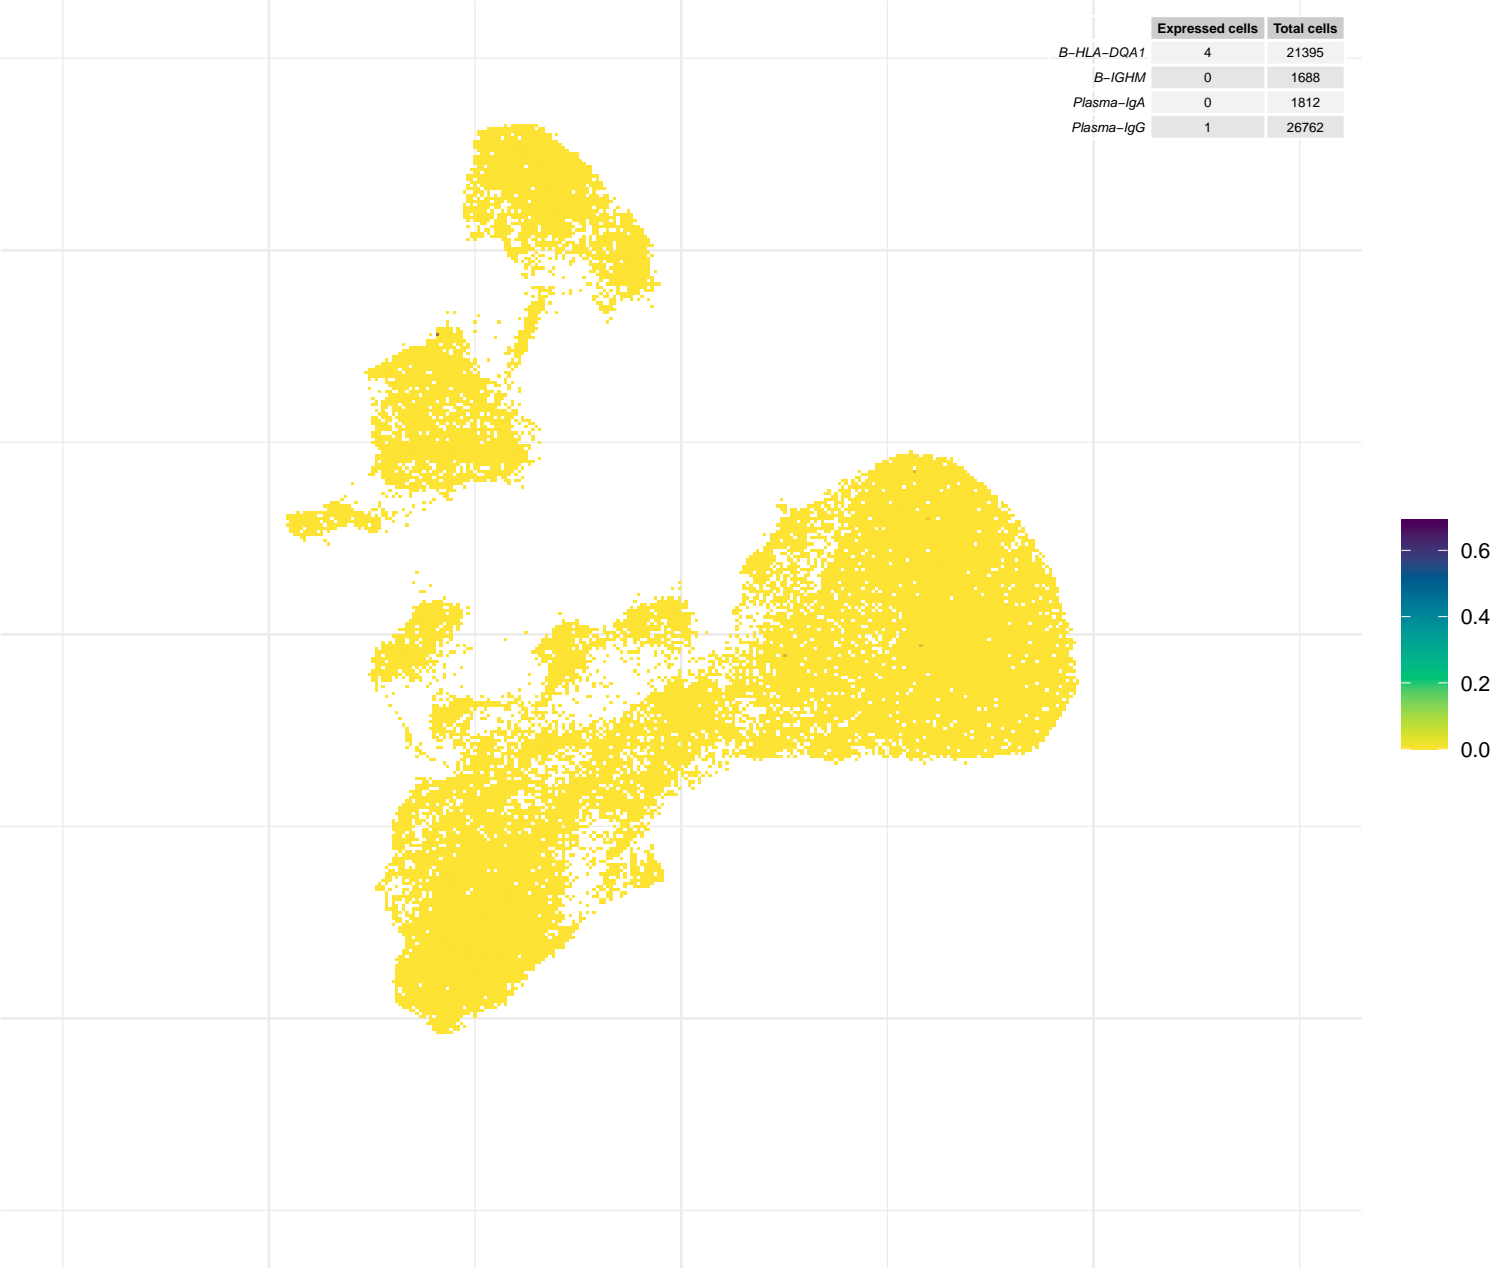 Expressed cells Total cells
B−HLA−DQA1 4 21395
B−IGHM 0 1688
Plasma−IgA 0 1812
Plasma−IgG 1 26762
0.6
0.4
0.2
0.0